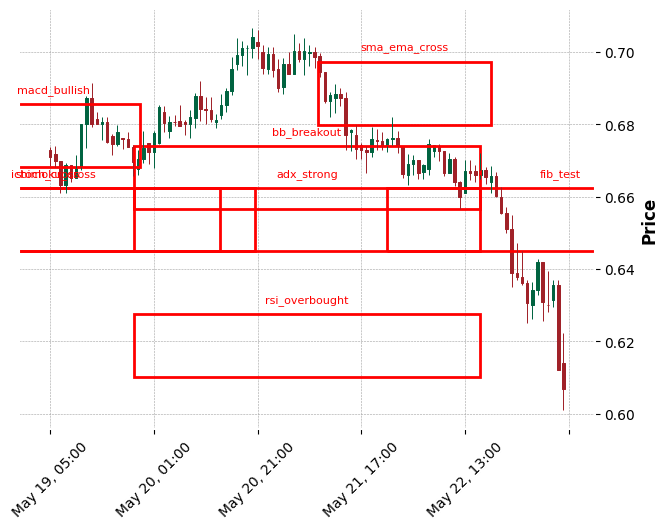 sma_ema_cross
macd_bullish
bb_breakout
adx_strong
fib_test
rsi_overbought
0.70
0.68
0.66
0.64
0.62
0.60
Price
May 19, 05:00
May 20, 01:00
May 20, 21:00
May 21, 17:00
May 22, 13:00